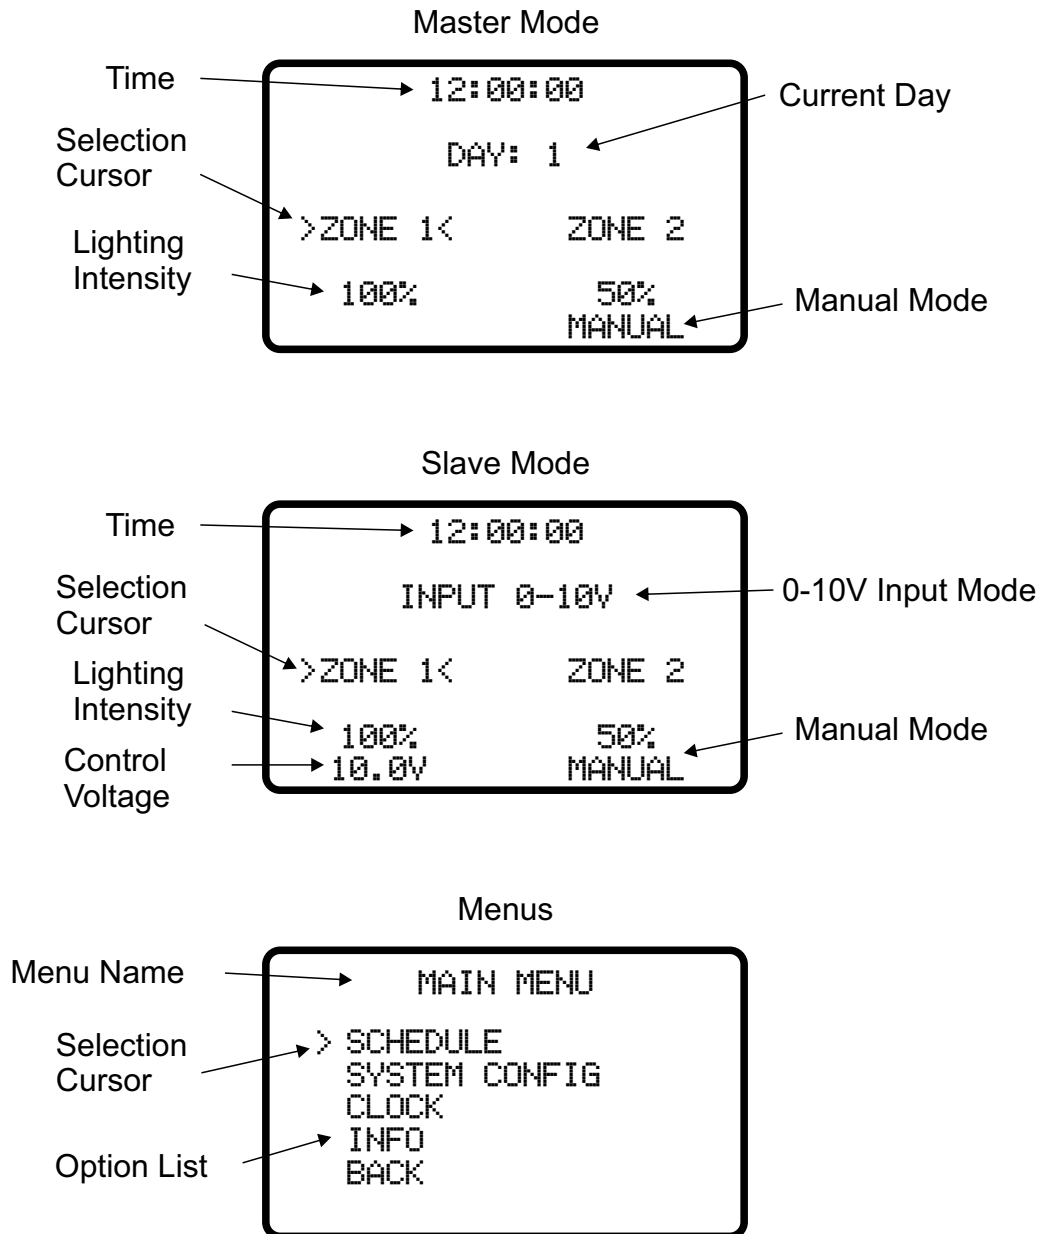 Master Mode
Time
12:00:00
Current Day
Selection
Cursor
DAY: 1
>ZONE 1<
ZONE 2
Lighting
Intensity
100%
50%
Manual Mode
MANUAL
Slave Mode
Time
12:00:00
Selection
Cursor
INPUT 0-10V
0-10V Input Mode
>ZONE 1<
ZONE 2
Lighting
Intensity
100%
50%
Manual Mode
Control
Voltage
10.0V
MANUAL
Menus
Menu Name
MAIN MENU
Selection
Cursor
> SCHEDULE
SYSTEM CONFIG
CLOCK
INFO
Option List
BACK